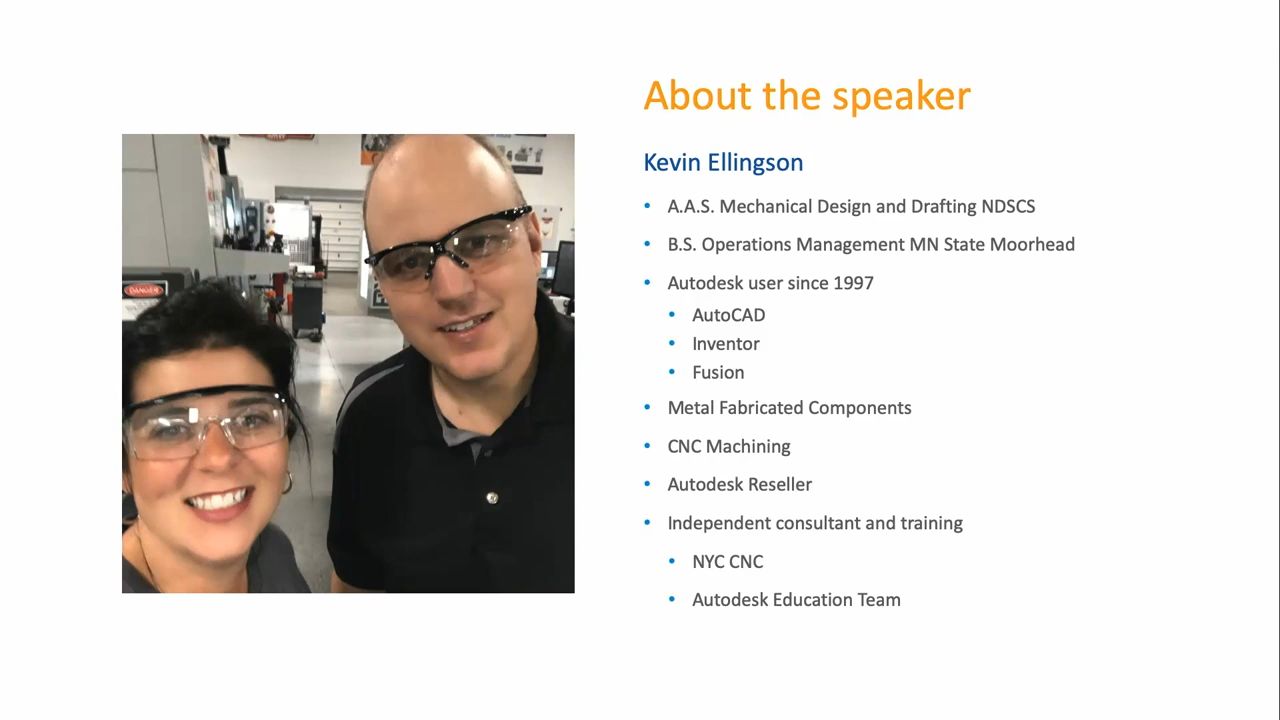 About the speaker
Kevin Ellingson
• A.A.S. Mechanical Design and Drafting NDSCS
• B.S. Operations Management MN State Moorhead
• Autodesk user since 1997
• AutoCAD
• Inventor
• Fusion
• Metal Fabricated Components
• CNC Machining
• Autodesk Reseller
• Independent consultant and training
• NYC CNC
• Autodesk Education Team
DANGER